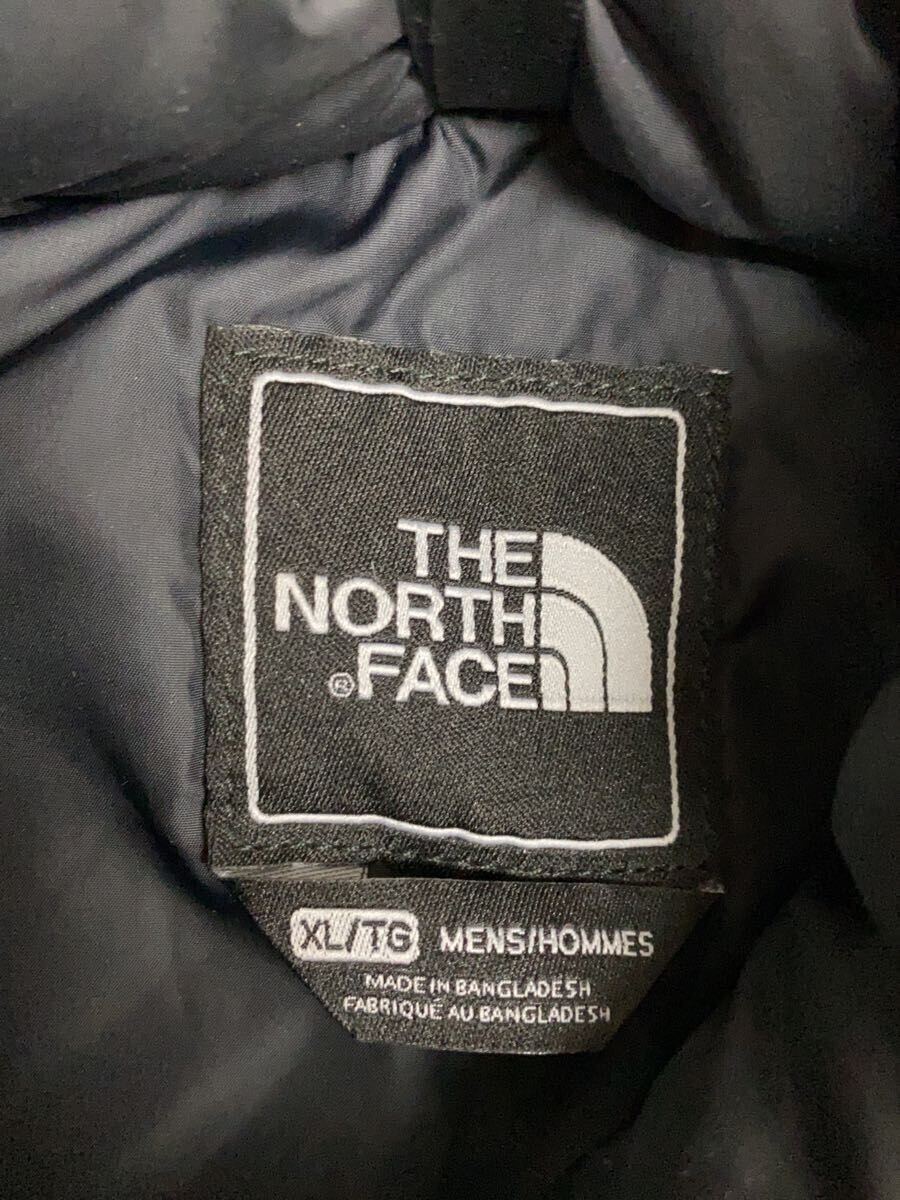 THE
NORTH
®FACE
XL/TG MENS/HOMMES
MADE IN BANGLADESH
FABRIQUÉ AU BANGLADESH